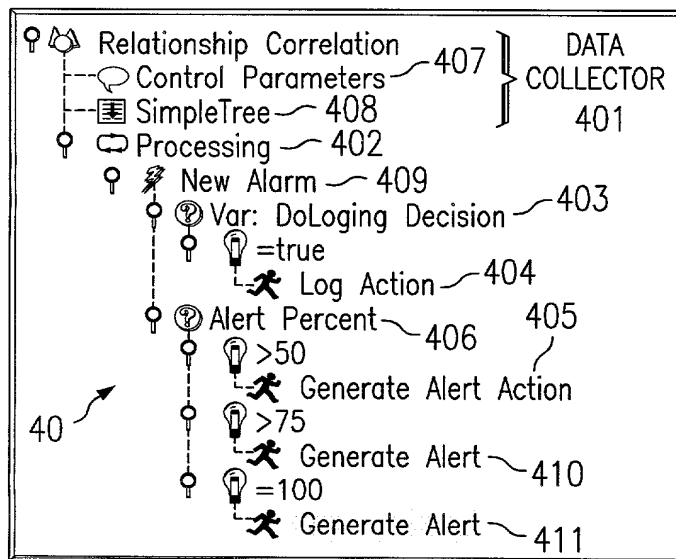 Relationship Correlation
Control Parameters 407
SimpleTree 408
DATA
COLLECTOR
401
Processing 402
New Alarm 409
Var: DoLoging Decision 403
=true
Log Action 404
Alert Percent 406
405
>50
Generate Alert Action
40
>75
Generate Alert 410
=100
Generate Alert 411